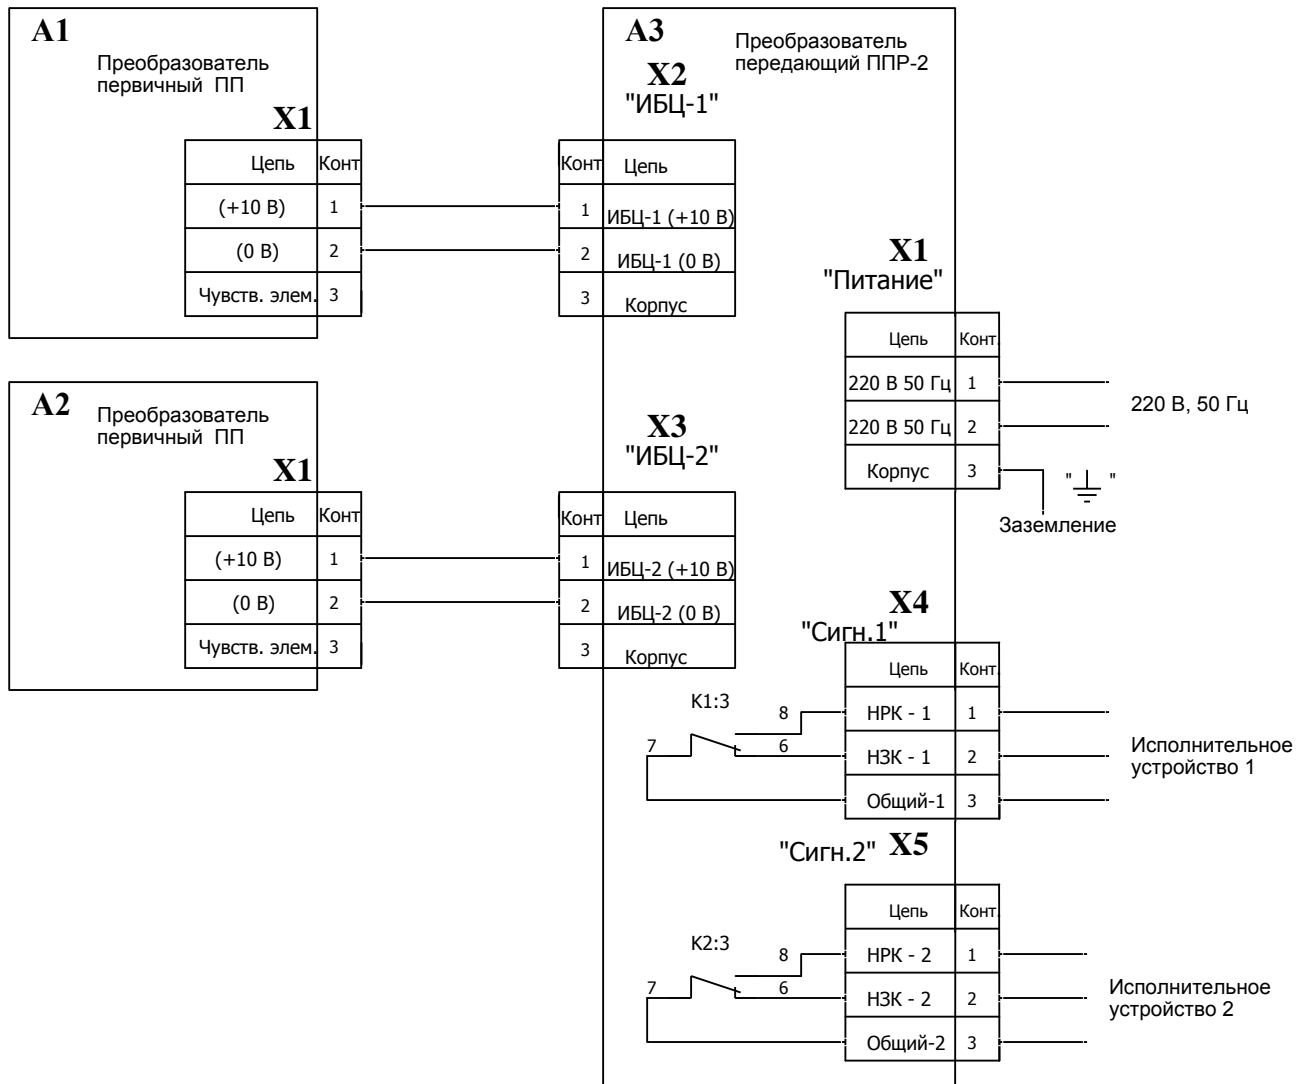 A1
Преобразователь
первичный ПП
X1
Цепь Конт
(+10 В) 1
(0 В) 2
Чувств. элем. 3
A2
Преобразователь
первичный ПП
X1
Цепь Конт
(+10 В) 1
(0 В) 2
Чувств. элем. 3
A3
Преобразователь
передающий ППР-2
X2
"ИБЦ-1"
Конт Цепь
1 ИБЦ-1 (+10 В)
2 ИБЦ-1 (0 В)
3 Корпус
X3
"ИБЦ-2"
Конт Цепь
1 ИБЦ-2 (+10 В)
2 ИБЦ-2 (0 В)
3 Корпус
X1
"Питание"
Цепь Конт.
220 В 50 Гц 1
220 В 50 Гц 2
Корпус 3
220 В, 50 Гц
" "
Заземление
X4
"Сигн.1"
Цепь Конт.
НРК - 1 1
НЗК - 1 2
Общий-1 3
K1:3
8
7 6
Исполнительное
устройство 1
"Сигн.2" X5
Цепь Конт.
НРК - 2 1
НЗК - 2 2
Общий-2 3
K2:3
8
7 6
Исполнительное
устройство 2